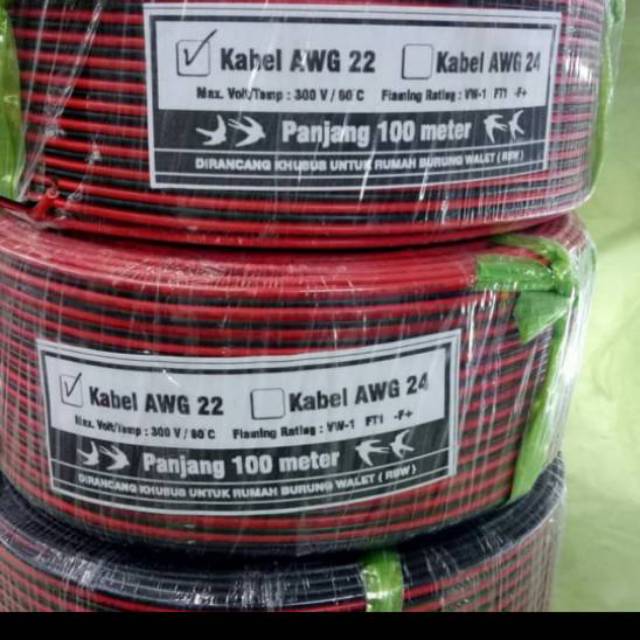 Kabel AWG 22 Kabel AWG 24
Max. Volt/Temp : 300 V / 60°C Flaming Rating : VW-1 FT1 -F+
Panjang 100 meter
DIRANCANG KHUSUS UNTUK RUMAH BURUNG WALET ( RBW )
Kabel AWG 22 Kabel AWG 24
Max. Volt/Temp : 300 V / 60°C Flaming Rating : VW-1 FT1 -F+
Panjang 100 meter
DIRANCANG KHUSUS UNTUK RUMAH BURUNG WALET ( RBW )